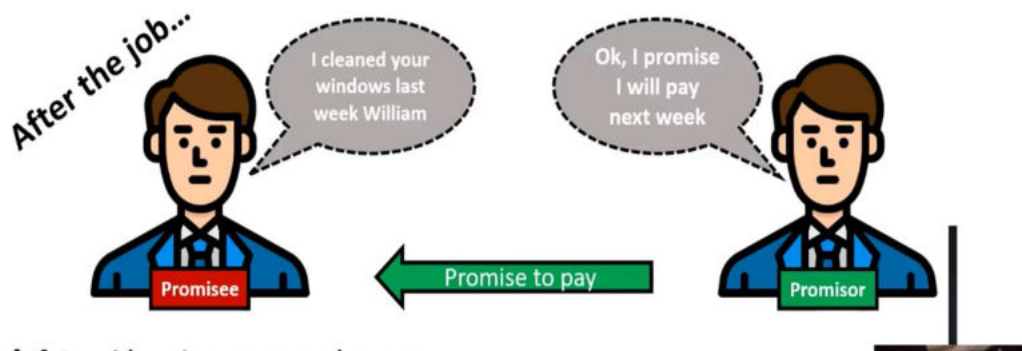 After the job...
I cleaned your
windows last
week William
Ok, I promise
I will pay
next week
Promise to pay
Promisee
Promisor